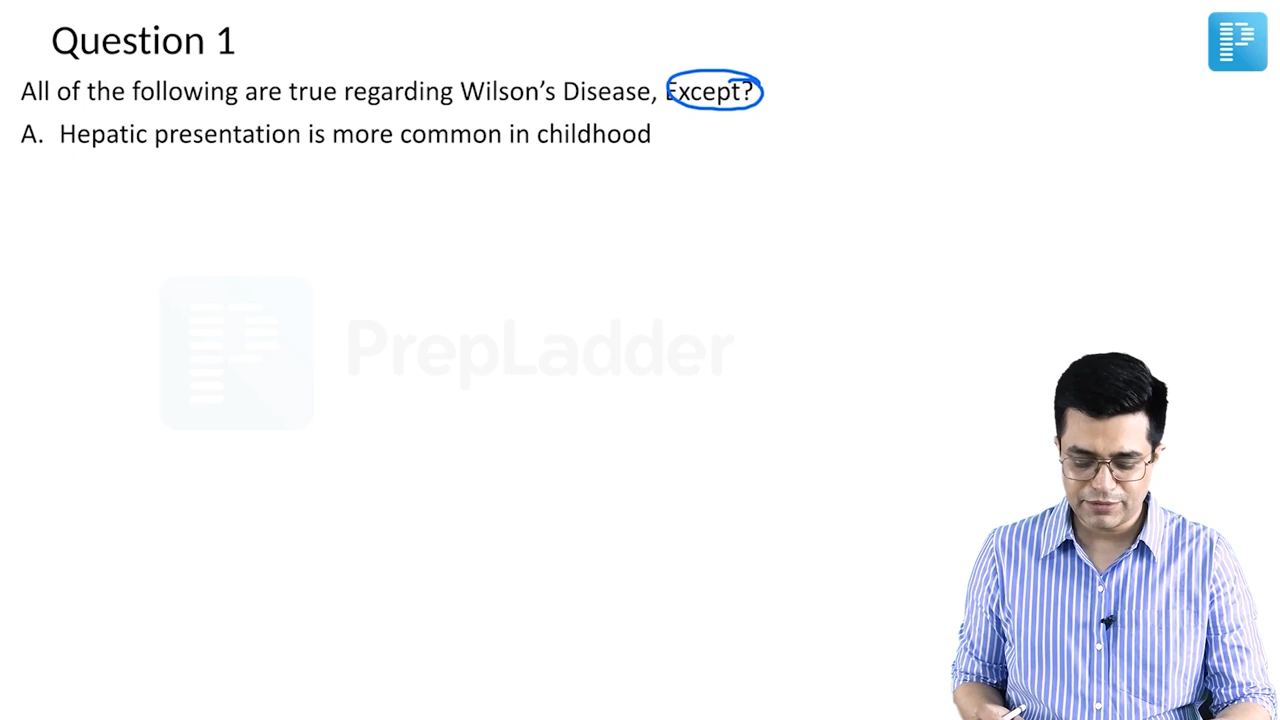 Question 1
All of the following are true regarding Wilson’s Disease, Except?
A. Hepatic presentation is more common in childhood
PrepLadder